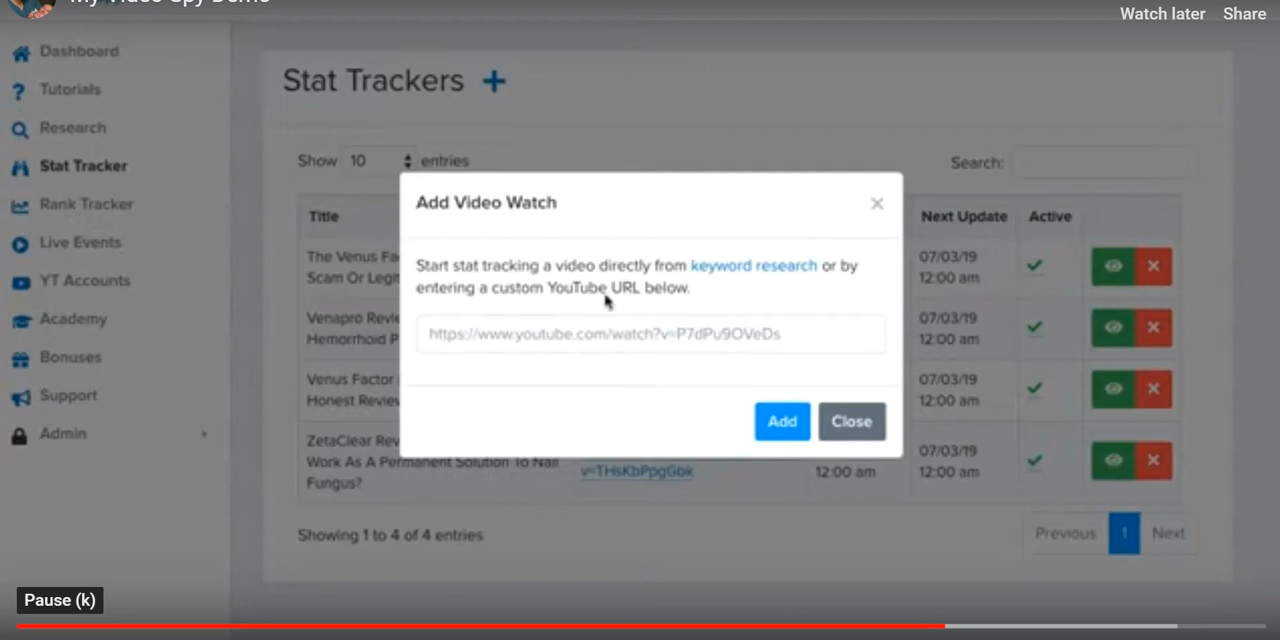 My Video Spy Demo
Watch later
Share
Dashboard
Tutorials
Research
Stat Tracker
Rank Tracker
Live Events
YT Accounts
Academy
Bonuses
Support
Admin
Stat Trackers +
Show 10 entries
Search:
Title
Next Update
Active
The Venus Fa
Scam Or Legit
07/03/19
12:00 am
Venapro Revie
Hemorrhoid P
07/03/19
12:00 am
Venus Factor
Honest Review
07/03/19
12:00 am
ZetaClear Rev
Work As A Permanent Solution To Nail
Fungus?
v=THsKbPpgGbk
12:00 am
07/03/19
12:00 am
Add Video Watch
Start stat tracking a video directly from keyword research or by
entering a custom YouTube URL below.
https://www.youtube.com/watch?v=P7dPu9OVeDs
Add
Close
Showing 1 to 4 of 4 entries
Previous
1
Next
Pause (k)